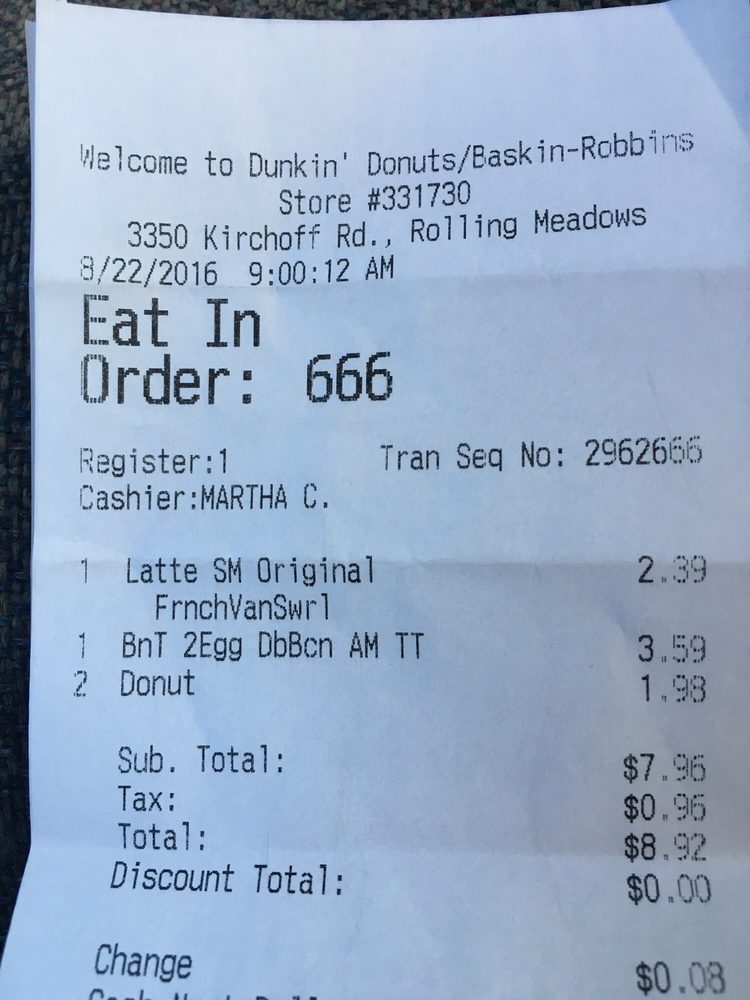 Welcome to Dunkin' Donuts/Baskin-Robbins
Store #331730
3350 Kirchoff Rd., Rolling Meadows
8/22/2016 9:00:12 AM
Eat In
Order: 666
Register:1 Tran Seq No: 2962666
Cashier:MARTHA C.
1 Latte SM Original 2.39
FrnchVanSwrl
1 BnT 2Egg DbBcn AM TT 3.59
2 Donut 1.98
Sub. Total: $7.96
Tax: $0.96
Total: $8.92
Discount Total: $0.00
Change $0.08